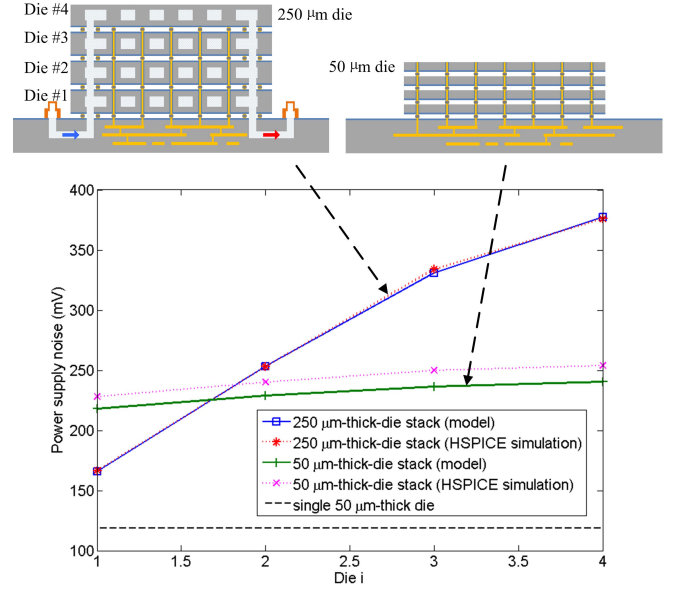 Die #4
250 μm die
Die #3
Die #2
50 μm die
Die #1
400
350
300
250
200
150
100
Power supply noise (mV)
250 μm-thick-die stack (model)
250 μm-thick-die stack (HSPICE simulation)
50 μm-thick-die stack (model)
50 μm-thick-die stack (HSPICE simulation)
single 50 μm-thick die
1 1.5 2 2.5 3 3.5 4
Die i